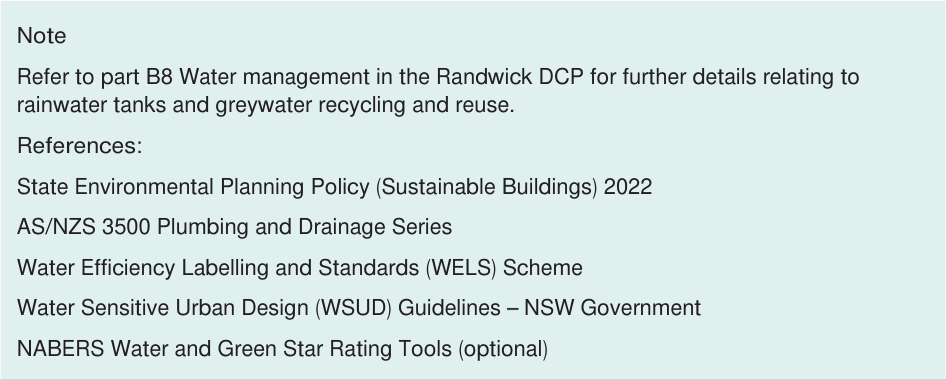 Note
Refer to part B8 Water management in the Randwick DCP for further details relating to
rainwater tanks and greywater recycling and reuse.
References:
State Environmental Planning Policy (Sustainable Buildings) 2022
AS/NZS 3500 Plumbing and Drainage Series
Water Efficiency Labelling and Standards (WELS) Scheme
Water Sensitive Urban Design (WSUD) Guidelines – NSW Government
NABERS Water and Green Star Rating Tools (optional)